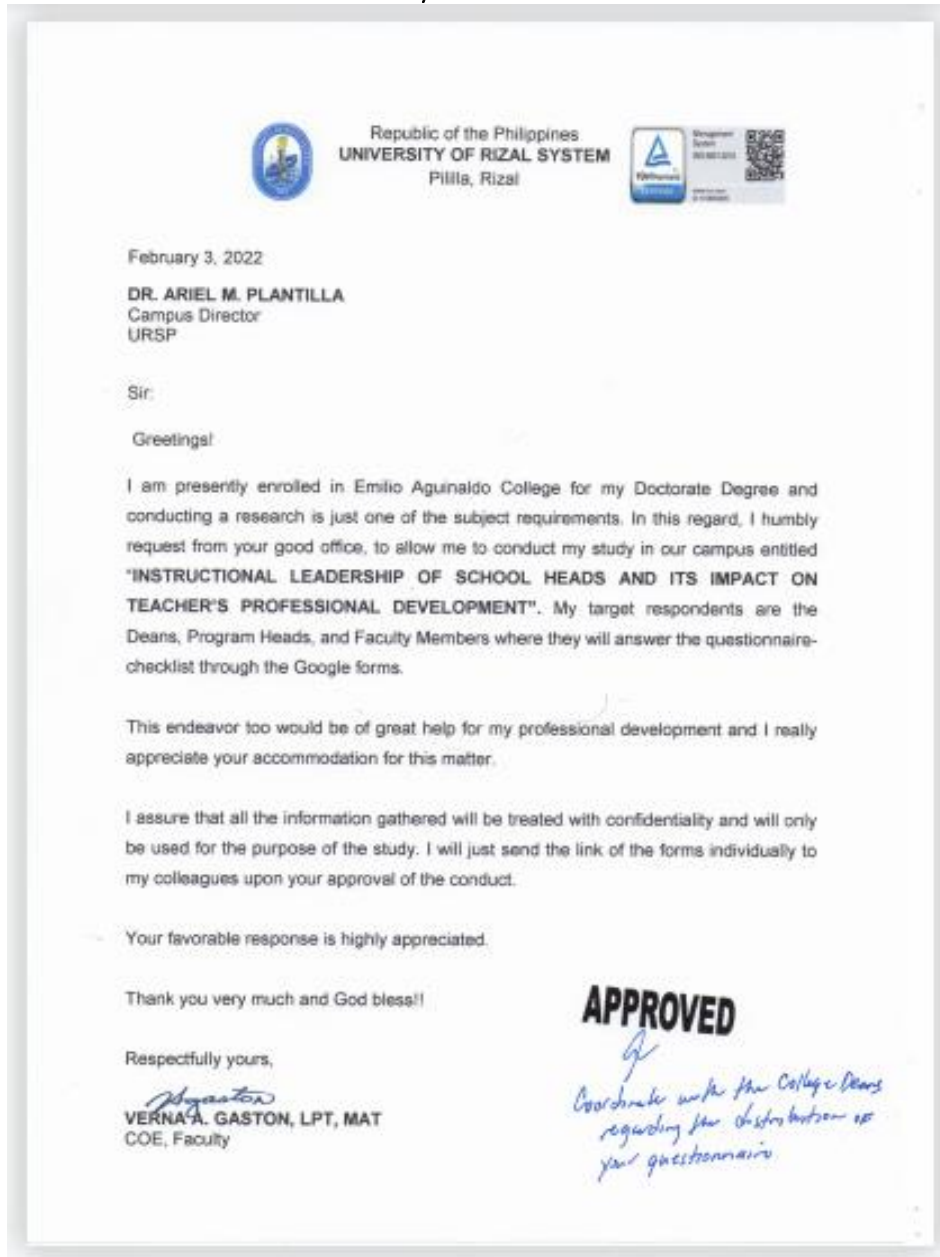 Republic of the Philippines
UNIVERSITY OF RIZAL SYSTEM
Pililla, Rizal
Management
System
February 3, 2022
DR. ARIEL M. PLANTILLA
Campus Director
URSP
Sir:
Greetings!
I am presently enrolled in Emilio Aguinaldo College for my Doctorate Degree and
conducting a research is just one of the subject requirements. In this regard, I humbly
request from your good office, to allow me to conduct my study in our campus entitled
"INSTRUCTIONAL LEADERSHIP OF SCHOOL HEADS AND ITS IMPACT ON
TEACHER'S PROFESSIONAL DEVELOPMENT". My target respondents are the
Deans, Program Heads, and Faculty Members where they will answer the questionnaire-
checklist through the Google forms.
This endeavor too would be of great help for my professional development and I really
appreciate your accommodation for this matter.
I assure that all the information gathered will be treated with confidentiality and will only
be used for the purpose of the study. I will just send the link of the forms individually to
my colleagues upon your approval of the conduct.
Your favorable response is highly appreciated.
Thank you very much and God bless!!
APPROVED
Respectfully yours,
Coordinate with the College Deans
regarding the distribution of
your questionnaire
VERNA A. GASTON, LPT, MAT
COE, Faculty